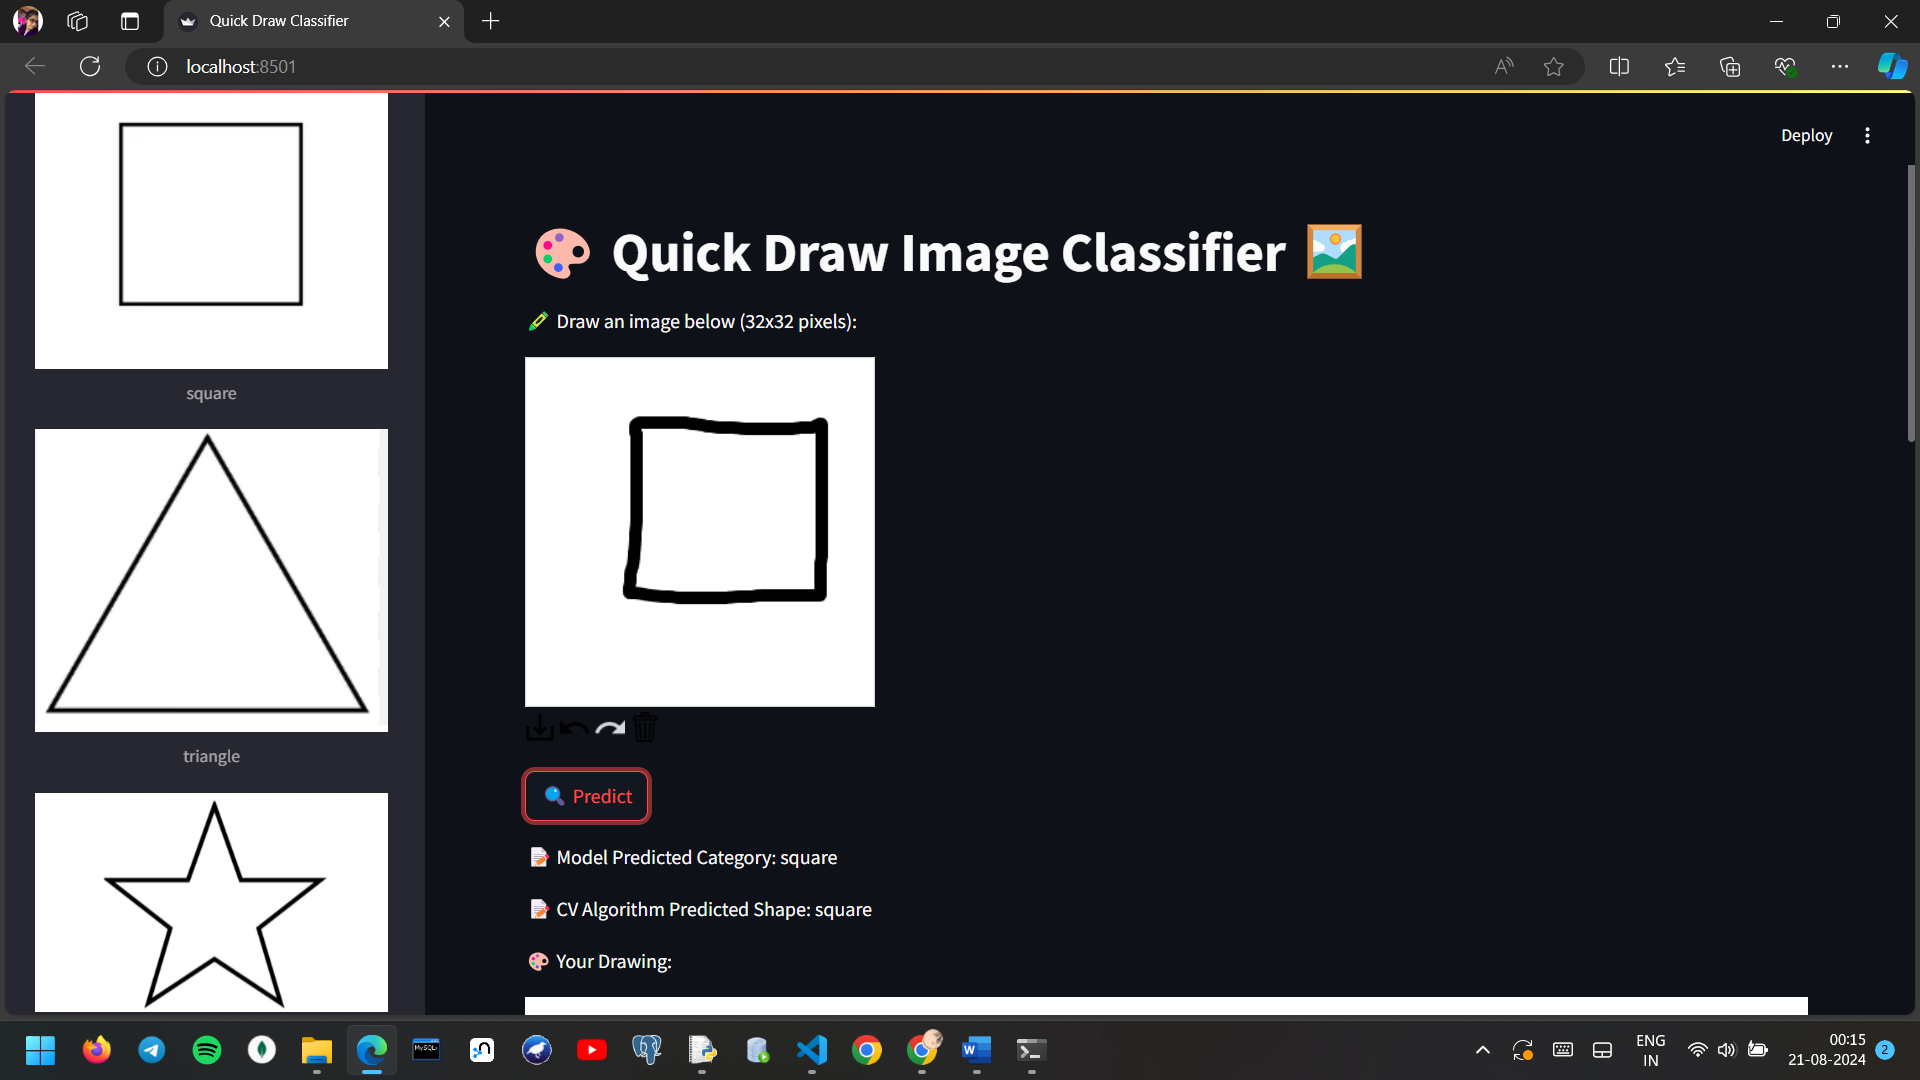 Quick Draw Classifier
localhost:8501
Deploy
square
triangle
Quick Draw Image Classifier
Draw an image below (32x32 pixels):
Predict
Model Predicted Category: square
CV Algorithm Predicted Shape: square
Your Drawing:
MySQL
ENG
IN
00:15
21-08-2024
2